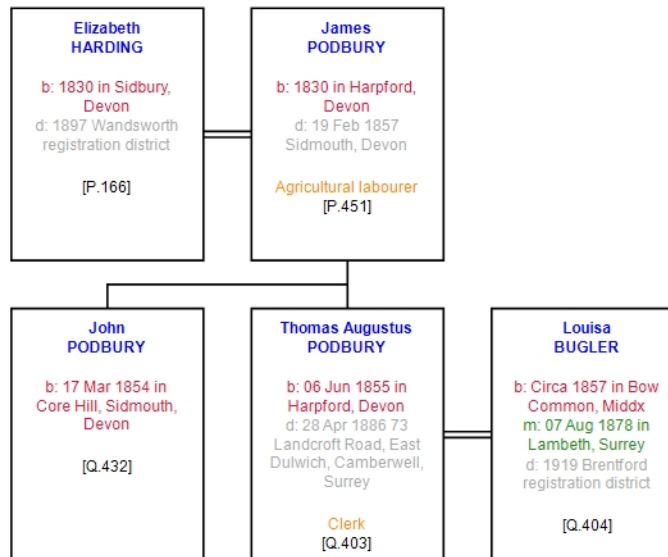 Elizabeth
HARDING
b: 1830 in Sidbury,
Devon
d: 1897 Wandsworth
registration district
[P.166]
James
PODBURY
b: 1830 in Harpford,
Devon
d: 19 Feb 1857
Sidmouth, Devon
Agricultural labourer
[P.451]
John
PODBURY
b: 17 Mar 1854 in
Core Hill, Sidmouth,
Devon
[Q.432]
Thomas Augustus
PODBURY
b: 06 Jun 1855 in
Harpford, Devon
d: 28 Apr 1886 73
Landcroft Road, East
Dulwich, Camberwell,
Surrey
Clerk
[Q.403]
Louisa
BUGLER
b: Circa 1857 in Bow
Common, Middx
m: 07 Aug 1878 in
Lambeth, Surrey
d: 1919 Brentford
registration district
[Q.404]